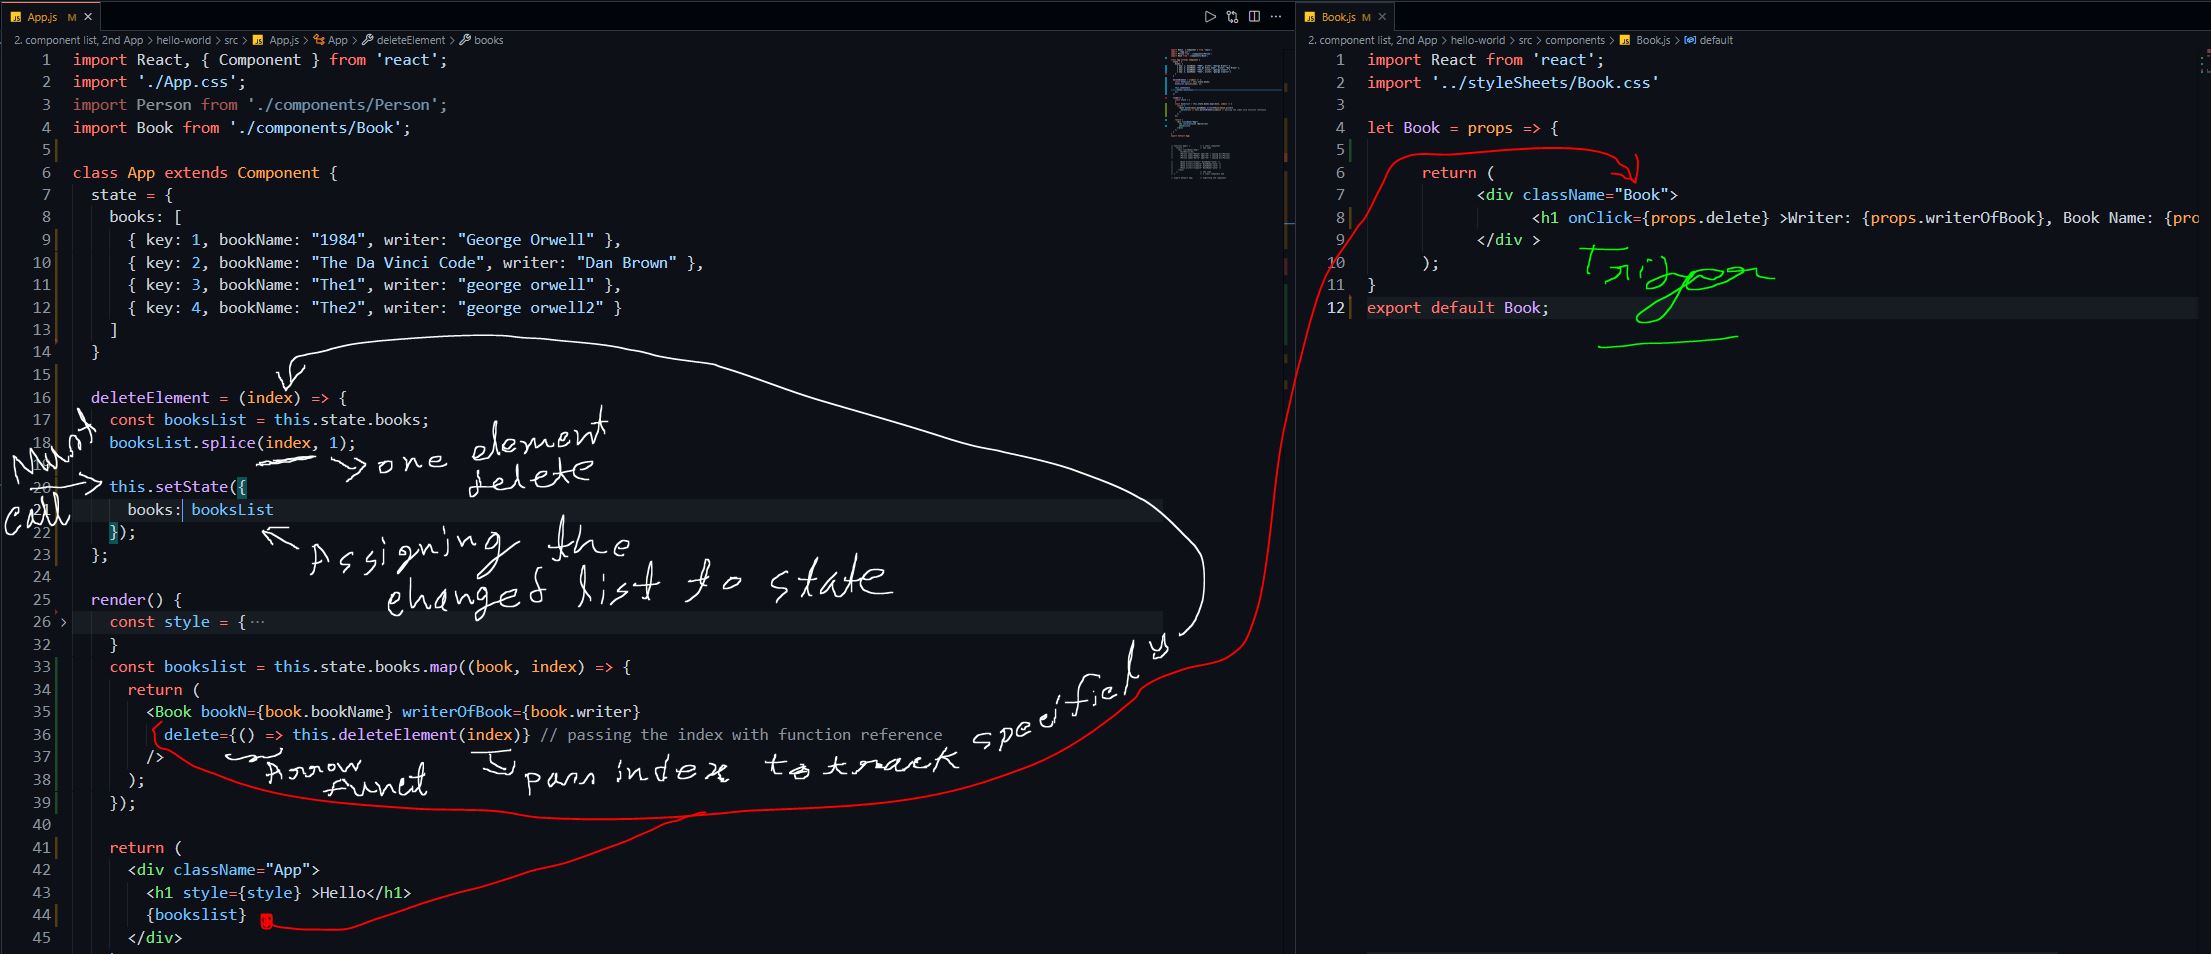 App.js M
2. component list, 2nd App > hello-world > src > App.js > App > deleteElement > books
1 import React, { Component } from 'react';
2 import './App.css';
3 import Person from './components/Person';
4 import Book from './components/Book';
5
6 class App extends Component {
7 state = {
8 books: [
9 { key: 1, bookName: "1984", writer: "George Orwell" },
10 { key: 2, bookName: "The Da Vinci Code", writer: "Dan Brown" },
11 { key: 3, bookName: "The1", writer: "george orwell" },
12 { key: 4, bookName: "The2", writer: "george orwell2" }
13 ]
14 }
15
16 deleteElement = (index) => {
17 const booksList = this.state.books;
18 booksList.splice(index, 1);
19
one element
delete
Must
call
20 this.setState({
21 books: booksList
22 });
23 };
Assigning the
changed list to state
24
25 render() {
26 const style = { ...
32 }
33 const bookslist = this.state.books.map((book, index) => {
34 return (
35 <Book bookN={book.bookName} writerOfBook={book.writer}
36 delete={() => this.deleteElement(index)} // passing the index with function reference
37 />
Arrow
funct
pass index to track specified
38 );
39 });
40
41 return (
42 <div className="App">
43 <h1 style={style} >Hello</h1>
44 {bookslist}
45 </div>
Book.js M
2. component list, 2nd App > hello-world > src > components > Book.js > default
1 import React from 'react';
2 import '../styleSheets/Book.css'
3
4 let Book = props => {
5
6 return (
7 <div className="Book">
8 <h1 onClick={props.delete} >Writer: {props.writerOfBook}, Book Name: {pro
9 </div >
10 );
11 }
12 export default Book;